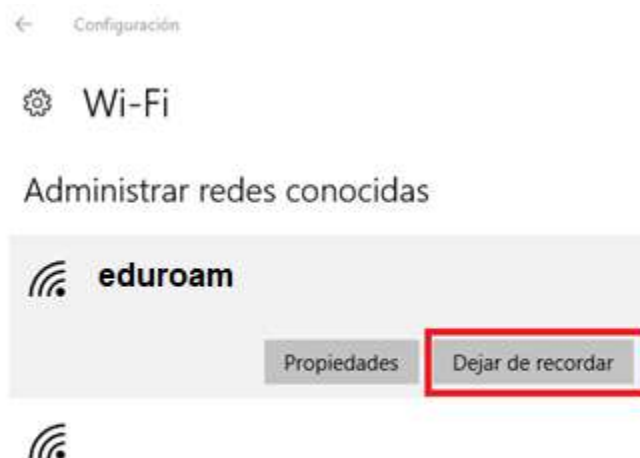 Configuración
Wi-Fi
Administrar redes conocidas
eduroam
Propiedades Dejar de recordar